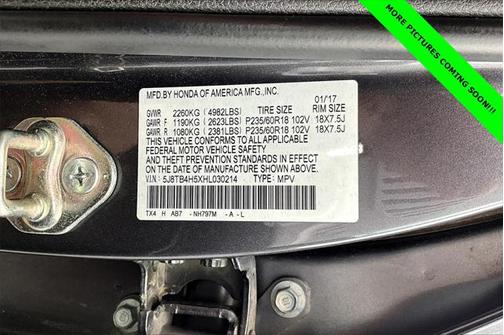 MORE PICTURES COMING SOON!!!
MFD. BY HONDA OF AMERICA MFG., INC. 01/17
GVWR 2260KG (4982LBS) TIRE SIZE RIM SIZE
GAWR F 1190KG (2623LBS) P235/60R18 102V 18X7.5J
GAWR R 1080KG (2381LBS) P235/60R18 102V 18X7.5J
THIS VEHICLE CONFORMS TO ALL APPLICABLE
FEDERAL MOTOR VEHICLE SAFETY
AND THEFT PREVENTION STANDARDS IN EFFECT
ON THE DATE OF MANUFACTURE SHOWN ABOVE.
V.I.N.: 5J8TB4H5XHL030214 TYPE: MPV
TX4 H AB7 - NH797M - A - L